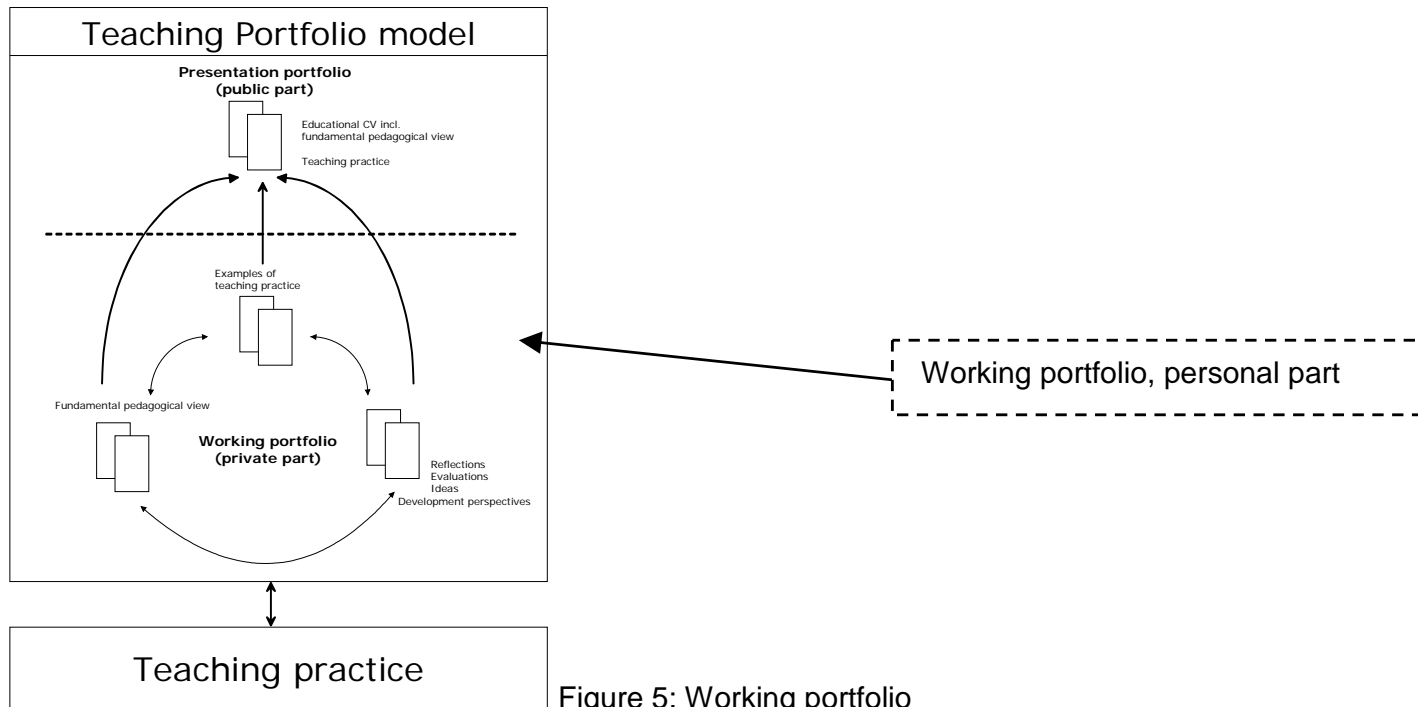 Teaching Portfolio model
Presentation portfolio
(public part)
Educational CV incl.
fundamental pedagogical view
Teaching practice
Examples of
teaching practice
Working portfolio, personal part
Fundamental pedagogical view
Working portfolio
(private part)
Reflections
Evaluations
Ideas
Development perspectives
Teaching practice
Figure 5: Working portfolio